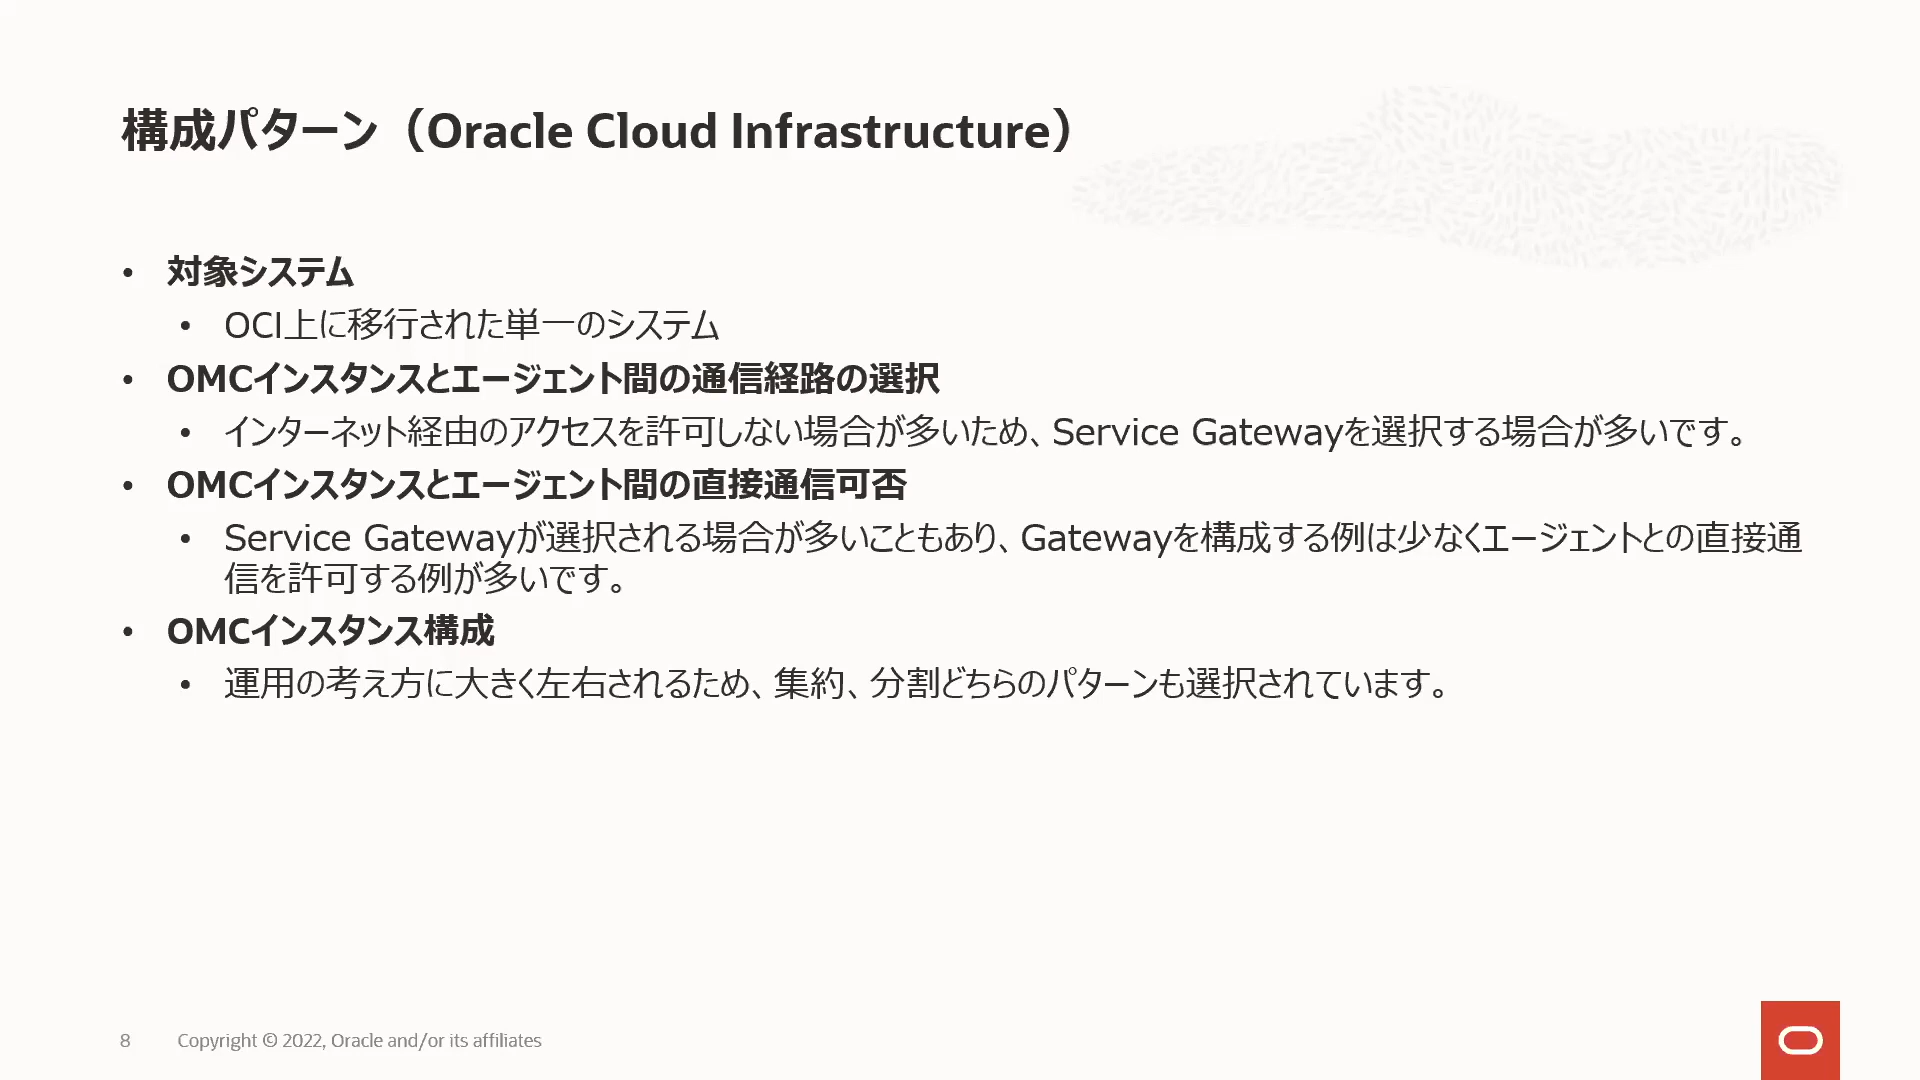 構成パターン（Oracle Cloud Infrastructure）
• 対象システム
• OCI上に移行された単一のシステム
• OMCインスタンスとエージェント間の通信経路の選択
• インターネット経由のアクセスを許可しない場合が多いため、Service Gatewayを選択する場合が多いです。
• OMCインスタンスとエージェント間の直接通信可否
• Service Gatewayが選択される場合が多いこともあり、Gatewayを構成する例は少なくエージェントとの直接通
信を許可する例が多いです。
• OMCインスタンス構成
• 運用の考え方に大きく左右されるため、集約、分割どちらのパターンも選択されています。
8 Copyright © 2022, Oracle and/or its affiliates